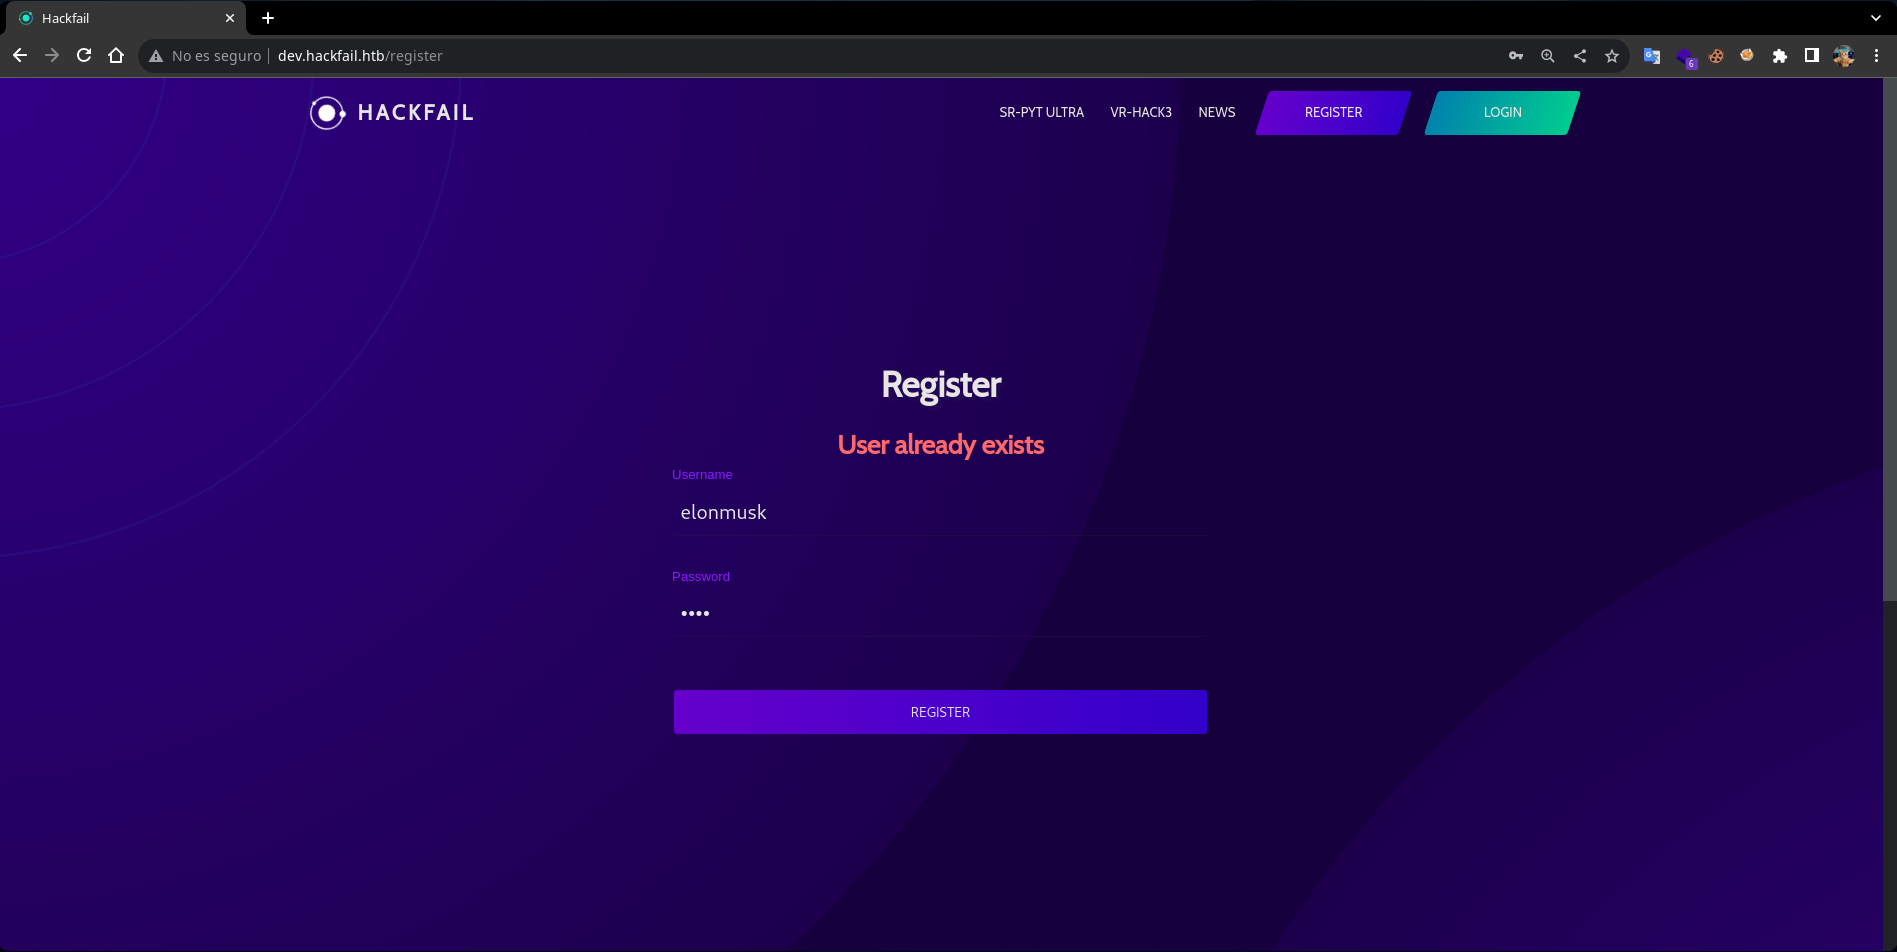 Hackfail
No es seguro dev.hackfail.htb/register
6
HACKFAIL
SR-PYT ULTRA VR-HACK3 NEWS REGISTER LOGIN
Register
User already exists
Username
elonmusk
Password
••••
REGISTER